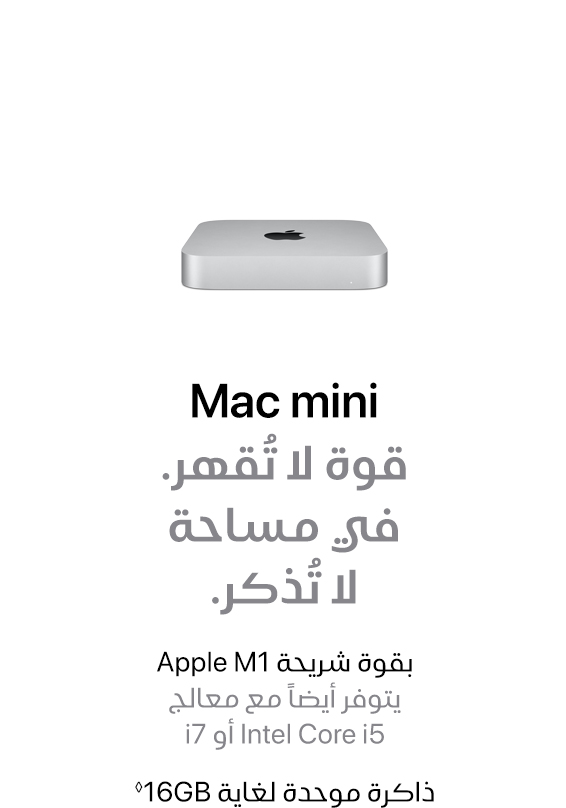 Mac mini
قوة لا تُقهر.
في مساحة
لا تُذكر.
بقوة شريحة Apple M1
يتوفر أيضاً مع معالج
Intel Core i5 أو i7
ذاكرة موحدة لغاية 16GB◊